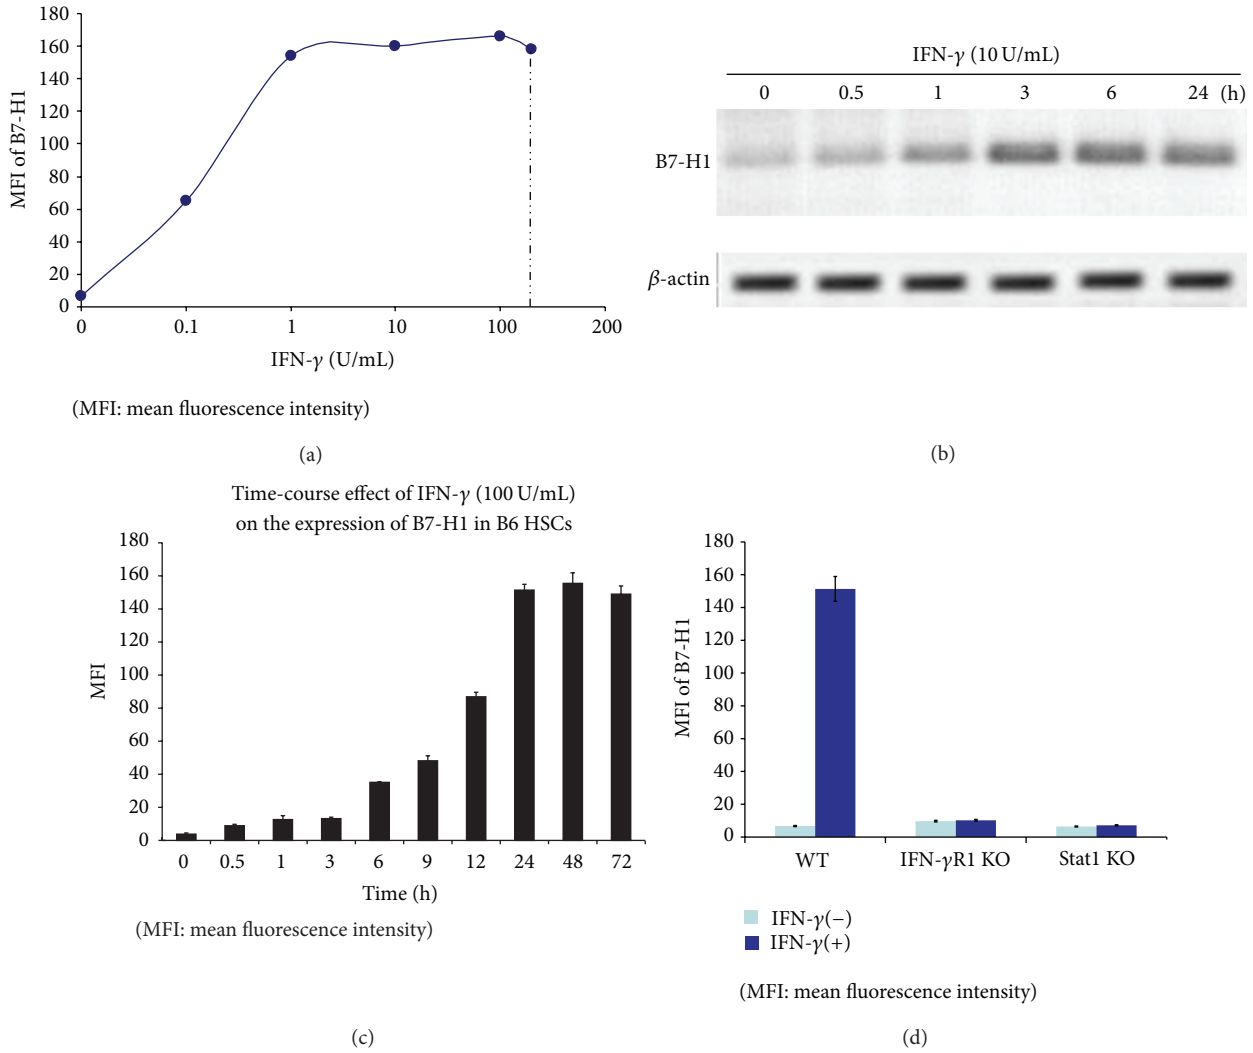 180
160
140
120
100
80
60
40
20
0
MFI of B7-H1
0 0.1 1 10 100 200
IFN-γ (U/mL)
(MFI: mean fluorescence intensity)
(a)
IFN-γ (10 U/mL)
0 0.5 1 3 6 24 (h)
B7-H1
β-actin
(b)
Time-course effect of IFN-γ (100 U/mL)
on the expression of B7-H1 in B6 HSCs
180
160
140
120
100
80
60
40
20
0
MFI
0 0.5 1 3 6 9 12 24 48 72
Time (h)
(MFI: mean fluorescence intensity)
(c)
180
160
140
120
100
80
60
40
20
0
MFI of B7-H1
WT IFN-γR1 KO Stat1 KO
IFN-γ(−)
IFN-γ(+)
(MFI: mean fluorescence intensity)
(d)